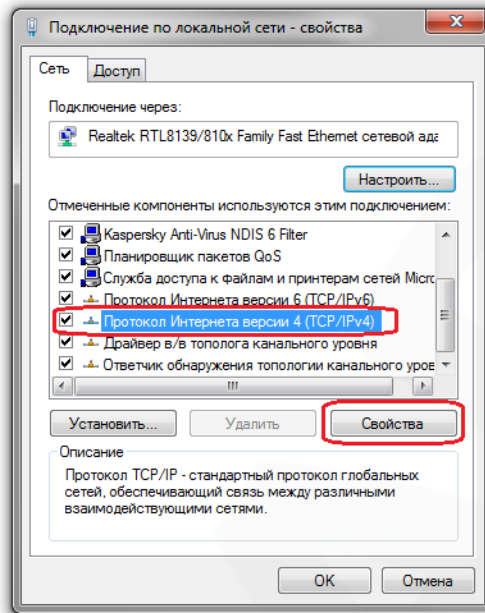 Подключение по локальной сети - свойства
Сеть
Доступ
Подключение через:
Realtek RTL8139/810x Family Fast Ethernet сетевой ада
Настроить...
Отмеченные компоненты используются этим подключением:
Kaspersky Anti-Virus NDIS 6 Filter
Планировщик пакетов QoS
Служба доступа к файлам и принтерам сетей Micro
Протокол Интернета версии 6 (TCP/IPv6)
Протокол Интернета версии 4 (TCP/IPv4)
Драйвер в/в тополога канального уровня
Ответчик обнаружения топологии канального уров
Установить...
Удалить
Свойства
Описание
Протокол TCP/IP - стандартный протокол глобальных
сетей, обеспечивающий связь между различными
взаимодействующими сетями.
OK
Отмена